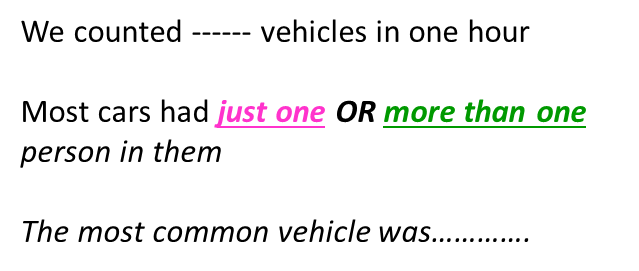 We counted ------ vehicles in one hour
Most cars had just one OR more than one
person in them
The most common vehicle was………….